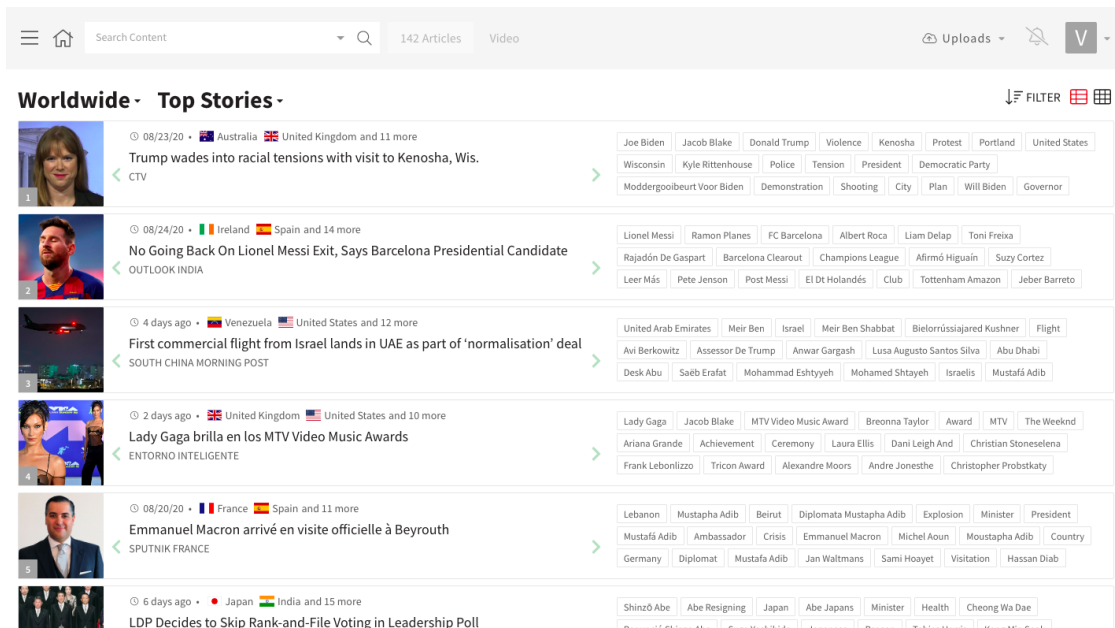 Search Content
142 Articles
Video
Uploads
V
Worldwide
Top Stories
FILTER
1
08/23/20 • Australia United Kingdom and 11 more
Trump wades into racial tensions with visit to Kenosha, Wis.
CTV
Joe Biden Jacob Blake Donald Trump Violence Kenosha Protest Portland United States
Wisconsin Kyle Rittenhouse Police Tension President Democratic Party
Moddergooibeurt Voor Biden Demonstration Shooting City Plan Will Biden Governor
2
08/24/20 • Ireland Spain and 14 more
No Going Back On Lionel Messi Exit, Says Barcelona Presidential Candidate
OUTLOOK INDIA
Lionel Messi Ramon Planes FC Barcelona Albert Roca Liam Delap Toni Freixa
Rajadón De Gaspart Barcelona Clearout Champions League Afirmó Higuaín Suzy Cortez
Leer Más Pete Jenson Post Messi El Dt Holandés Club Tottenham Amazon Jeber Barreto
3
4 days ago • Venezuela United States and 12 more
First commercial flight from Israel lands in UAE as part of ‘normalisation’ deal
SOUTH CHINA MORNING POST
United Arab Emirates Meir Ben Israel Meir Ben Shabbat Bielorrússiajared Kushner Flight
Avi Berkowitz Assessor De Trump Anwar Gargash Lusa Augusto Santos Silva Abu Dhabi
Desk Abu Saëb Erafat Mohammad Eshtyyeh Mohamed Shtayeh Israelis Mustafá Adib
4
2 days ago • United Kingdom United States and 10 more
Lady Gaga brilla en los MTV Video Music Awards
ENTORNO INTELIGENTE
Lady Gaga Jacob Blake MTV Video Music Award Breonna Taylor Award MTV The Weeknd
Ariana Grande Achievement Ceremony Laura Ellis Dani Leigh And Christian Stoneselena
Frank Lebonlizzo Tricon Award Alexandre Moors Andre Jonesthe Christopher Probstkaty
5
08/20/20 • France Spain and 11 more
Emmanuel Macron arrivé en visite officielle à Beyrouth
SPUTNIK FRANCE
Lebanon Mustapha Adib Beirut Diplomata Mustapha Adib Explosion Minister President
Mustafá Adib Ambassador Crisis Emmanuel Macron Michel Aoun Moustapha Adib Country
Germany Diplomat Mustafa Adib Jan Waltmans Sami Hoayet Visitation Hassan Diab
6 days ago • Japan India and 15 more
LDP Decides to Skip Rank-and-File Voting in Leadership Poll
Shinzō Abe Abe Resigning Japan Abe Japans Minister Health Cheong Wa Dae